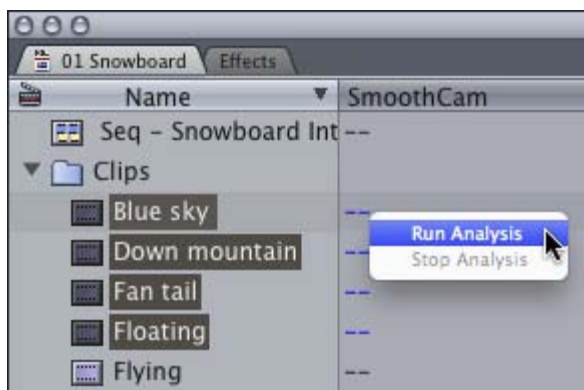 01 Snowboard Effects
Name SmoothCam
Seq - Snowboard Int --
Clips
Blue sky --
Run Analysis
Down mountain --
Stop Analysis
Fan tail --
Floating --
Flying --